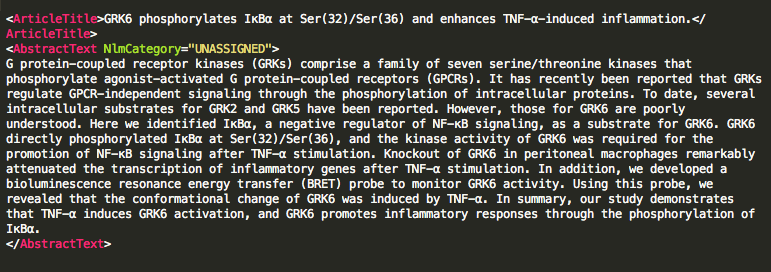 <ArticleTitle>GRK6 phosphorylates IκBα at Ser(32)/Ser(36) and enhances TNF-α-induced inflammation.</
ArticleTitle>
<AbstractText NlmCategory="UNASSIGNED">
G protein-coupled receptor kinases (GRKs) comprise a family of seven serine/threonine kinases that
phosphorylate agonist-activated G protein-coupled receptors (GPCRs). It has recently been reported that GRKs
regulate GPCR-independent signaling through the phosphorylation of intracellular proteins. To date, several
intracellular substrates for GRK2 and GRK5 have been reported. However, those for GRK6 are poorly
understood. Here we identified IκBα, a negative regulator of NF-κB signaling, as a substrate for GRK6. GRK6
directly phosphorylated IκBα at Ser(32)/Ser(36), and the kinase activity of GRK6 was required for the
promotion of NF-κB signaling after TNF-α stimulation. Knockout of GRK6 in peritoneal macrophages remarkably
attenuated the transcription of inflammatory genes after TNF-α stimulation. In addition, we developed a
bioluminescence resonance energy transfer (BRET) probe to monitor GRK6 activity. Using this probe, we
revealed that the conformational change of GRK6 was induced by TNF-α. In summary, our study demonstrates
that TNF-α induces GRK6 activation, and GRK6 promotes inflammatory responses through the phosphorylation of
IκBα.
</AbstractText>